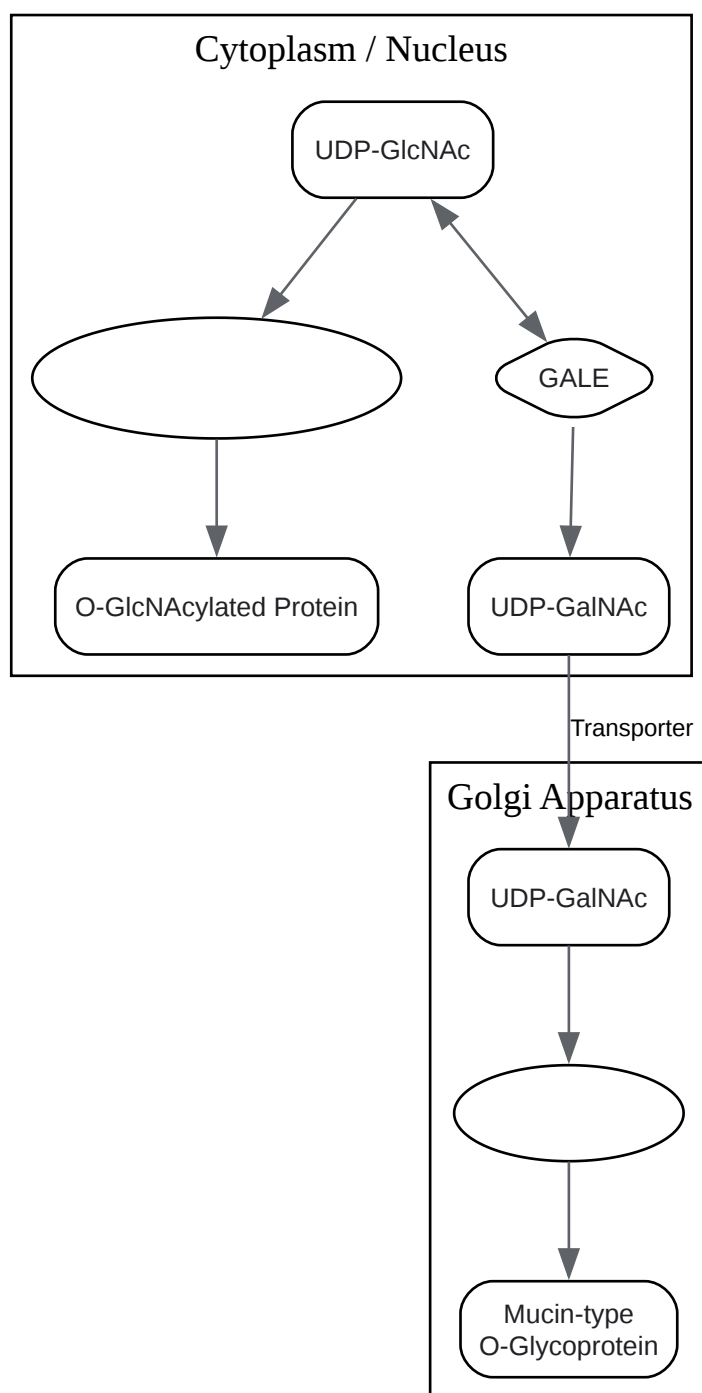 Cytoplasm / Nucleus
UDP-GlcNAc
GALE
O-GlcNAcylated Protein
UDP-GalNAc
Transporter
Golgi Apparatus
UDP-GalNAc
Mucin-type
O-Glycoprotein